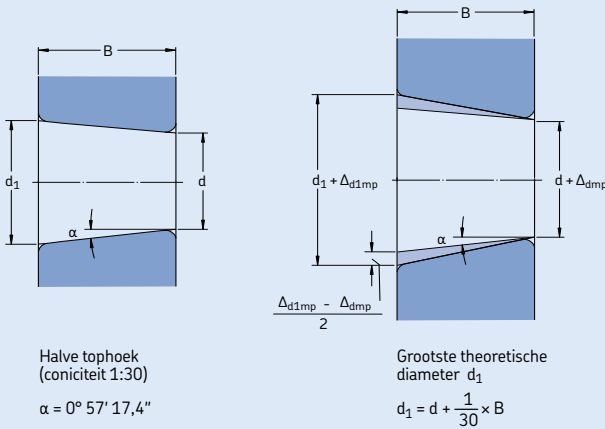 B
d₁
d
α
Halve tophoek
(coniciteit 1:30)
α = 0° 57′ 17,4″
B
d₁ + Δd1mp
d + Δdmp
α
Δd1mp - Δdmp
2
Grootste theoretische
diameter d₁
d₁ = d + 1/30 × B